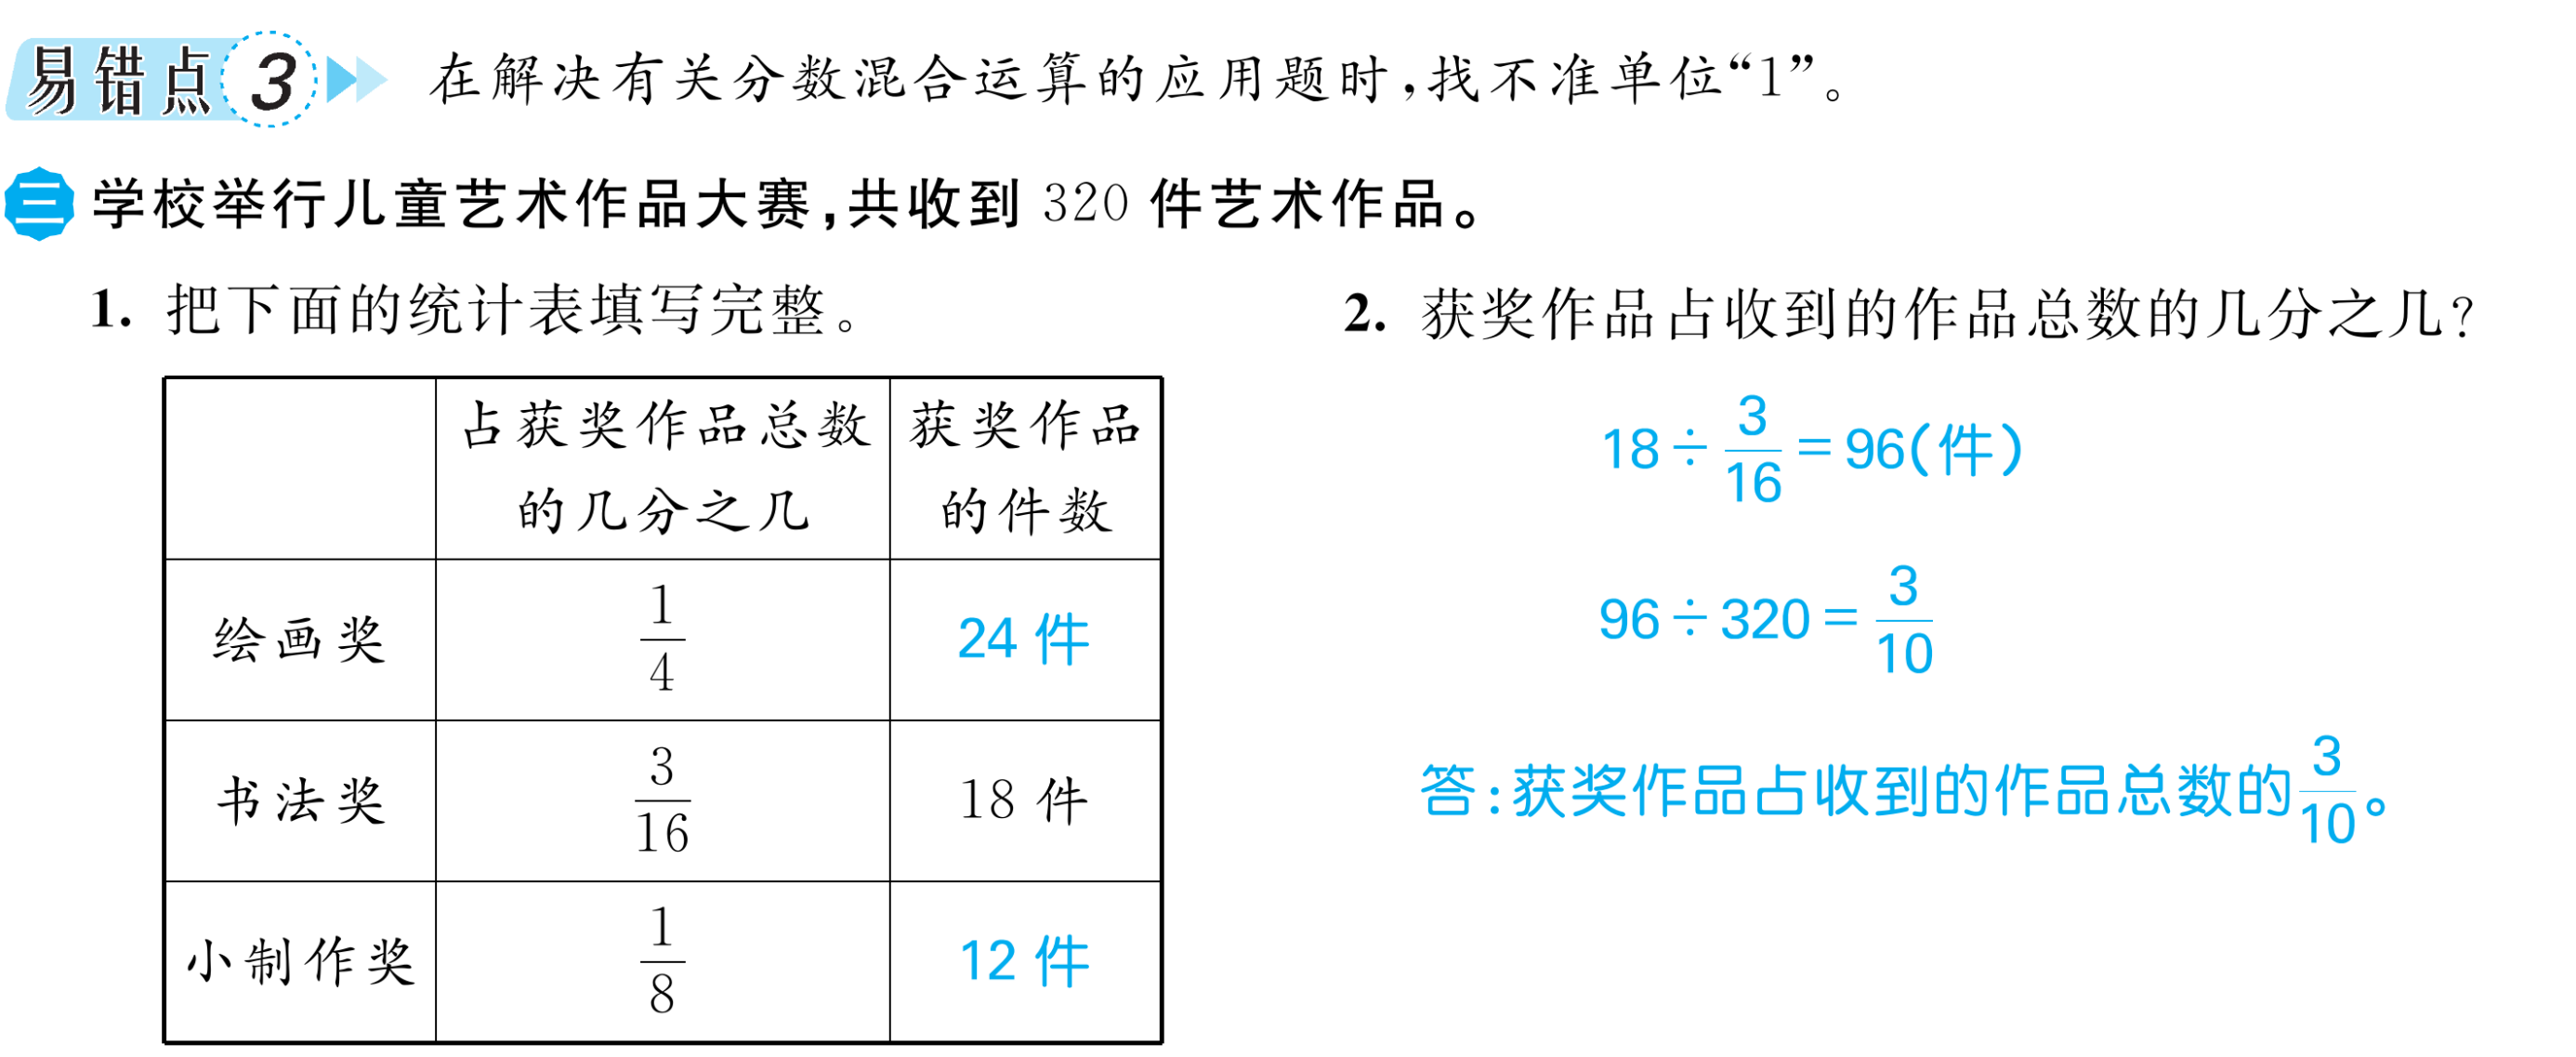 易错点3 在解决有关分数混合运算的应用题时,找不准单位“1”。
三 学校举行儿童艺术作品大赛,共收到 320 件艺术作品。
1. 把下面的统计表填写完整。
占获奖作品总数的几分之几 获奖作品的件数
绘画奖 1/4 24 件
书法奖 3/16 18 件
小制作奖 1/8 12 件
2. 获奖作品占收到的作品总数的几分之几?
18÷3/16=96(件)
96÷320=3/10
答:获奖作品占收到的作品总数的3/10。